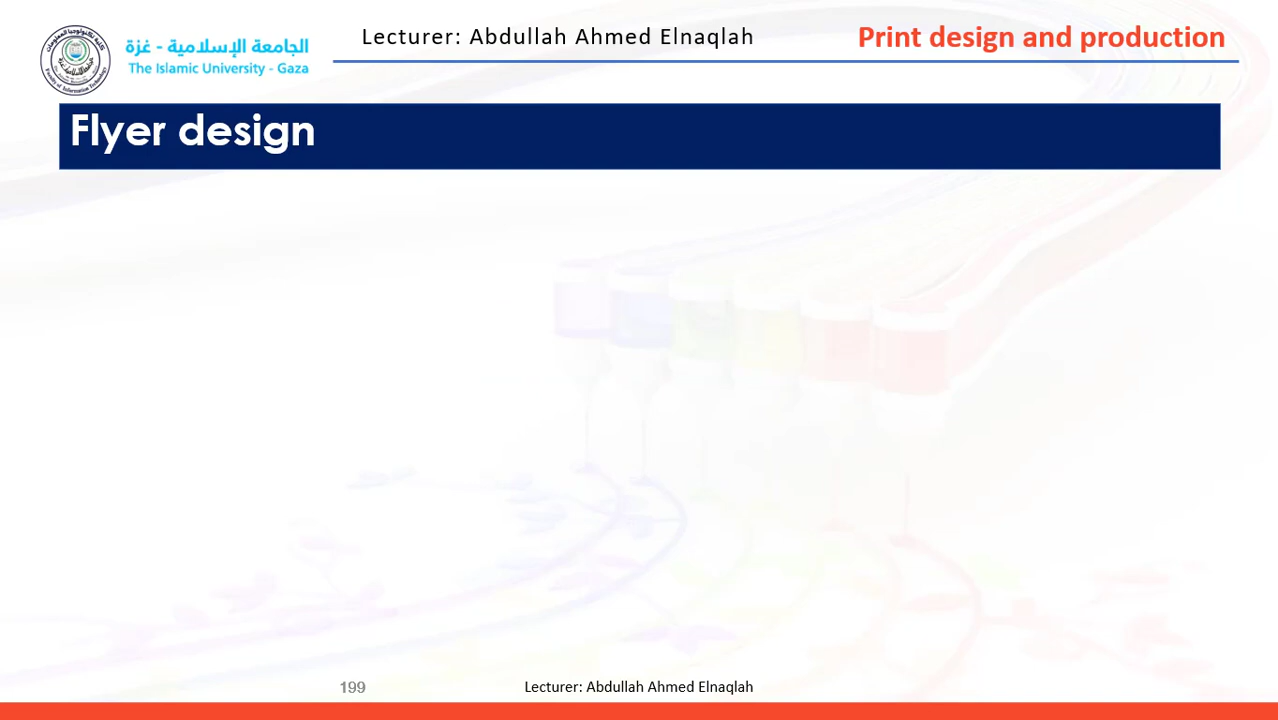 الجامعة الإسلامية - غزة
The Islamic University - Gaza
Lecturer: Abdullah Ahmed Elnaqlah
Print design and production
Flyer design
199
Lecturer: Abdullah Ahmed Elnaqlah